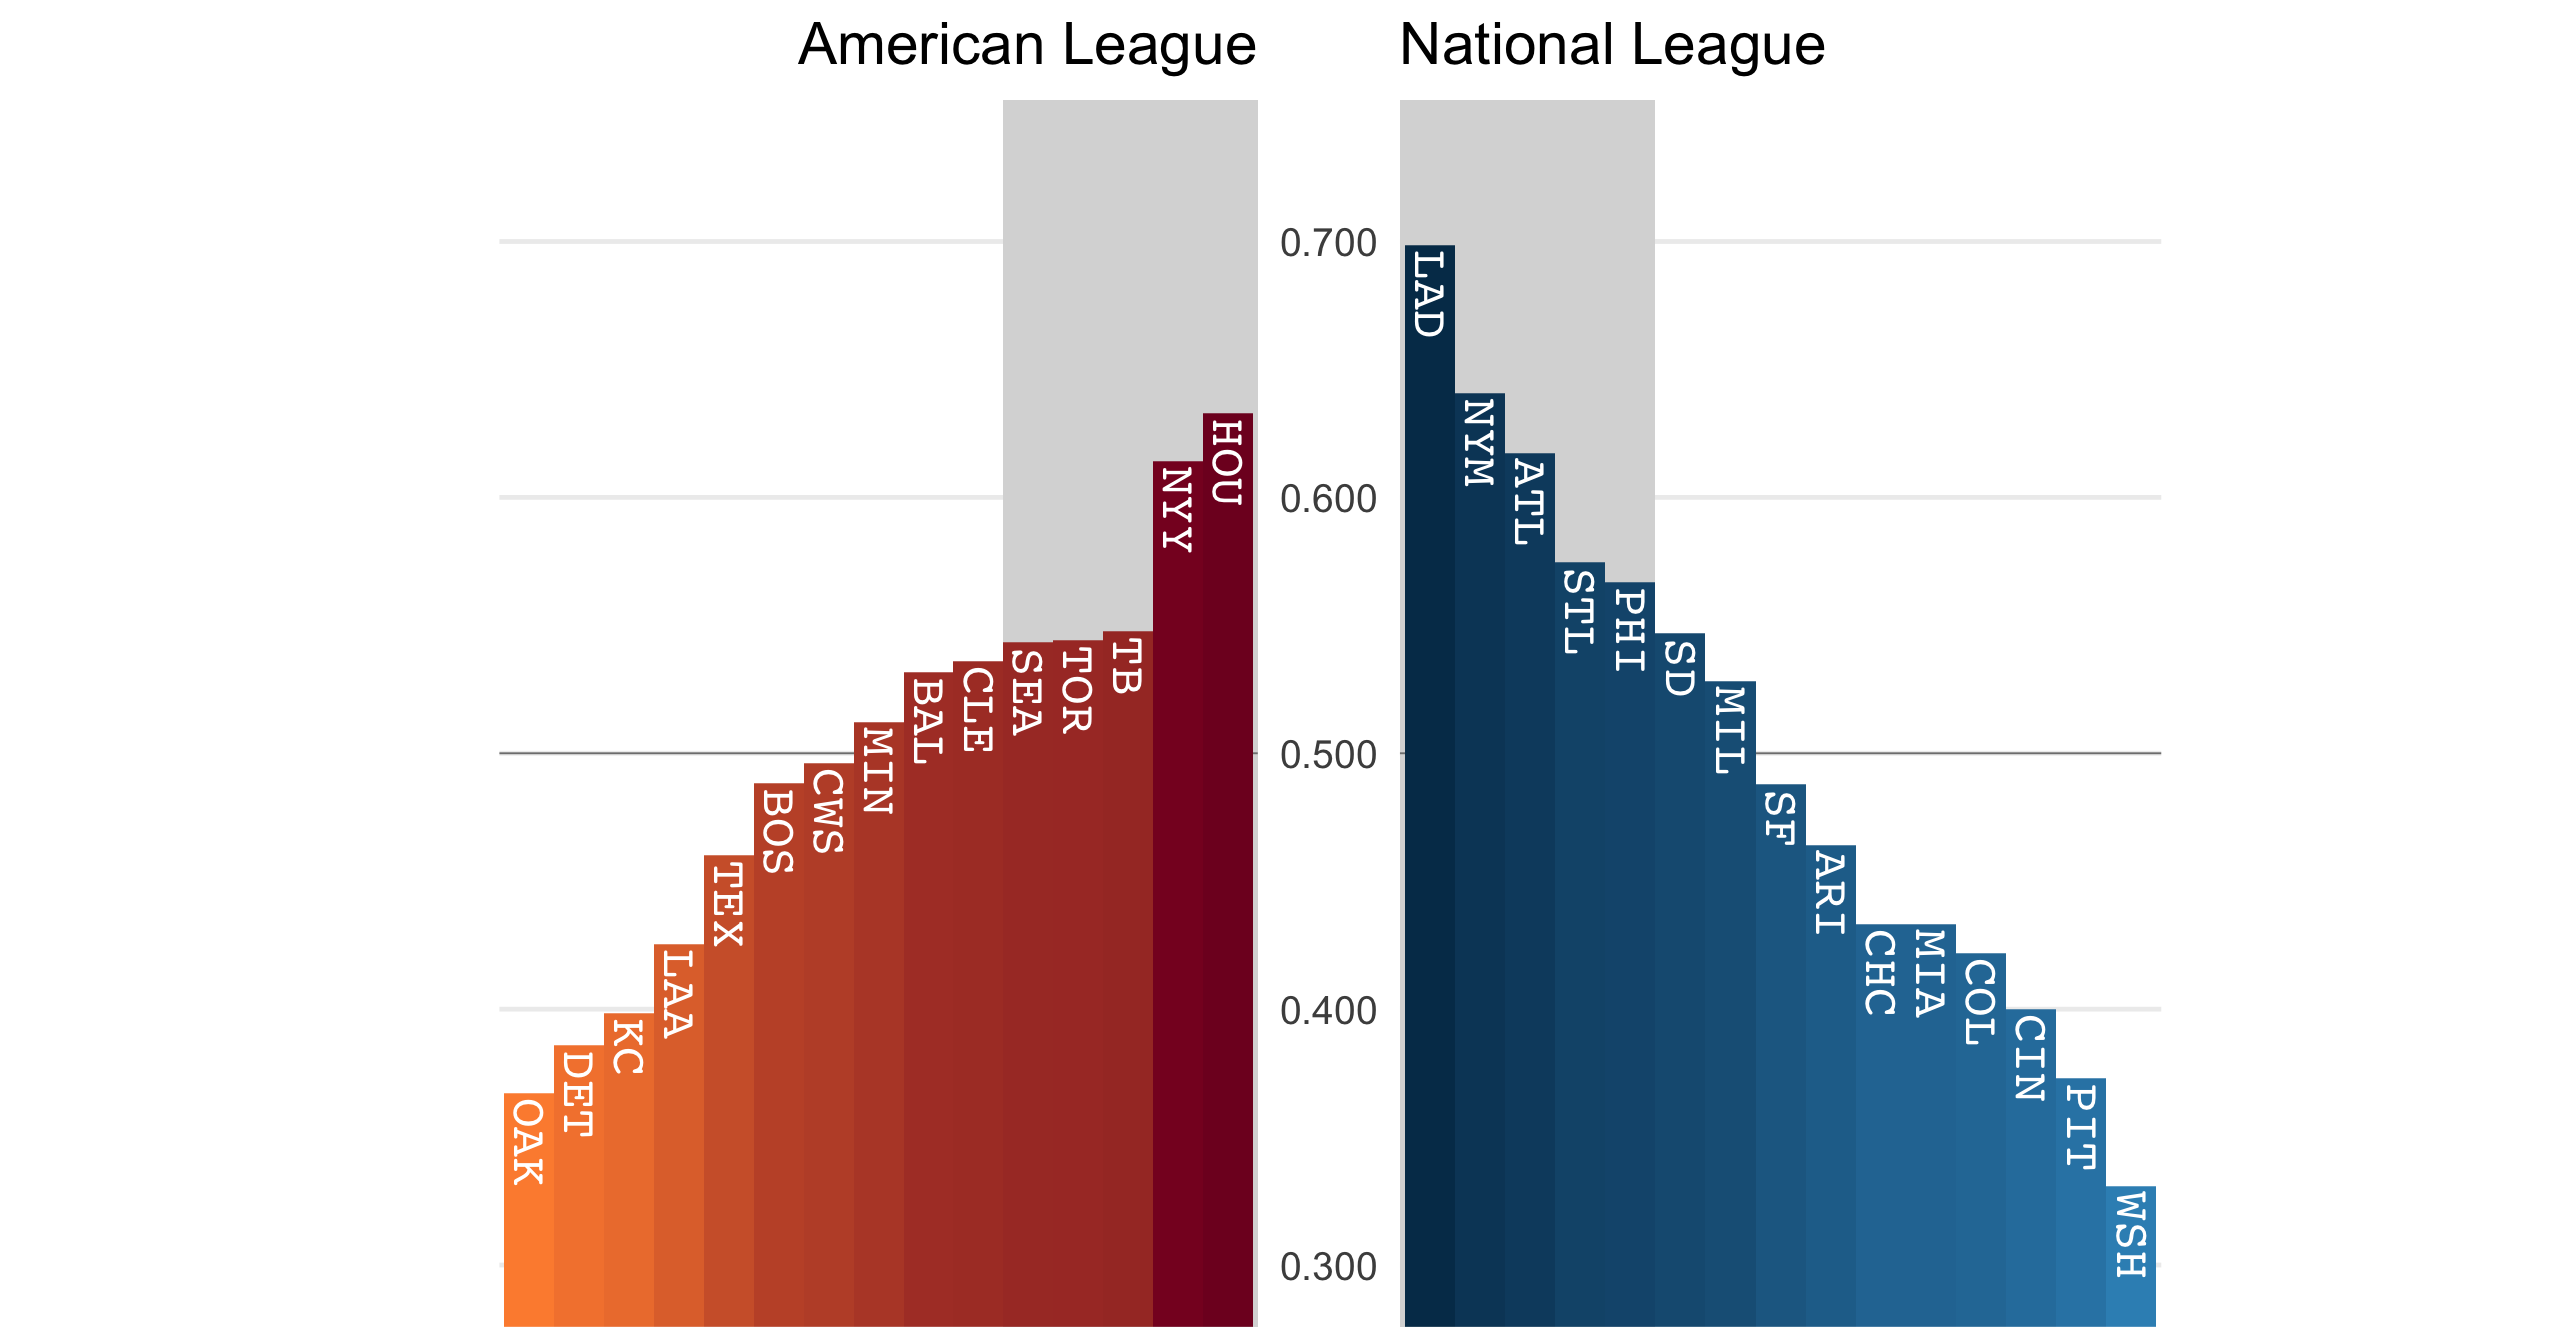 American League
National League
0.700
0.600
0.500
0.400
0.300
OAK
DET
KC
LAA
TEX
BOS
CWS
MIN
BAL
CLE
SEA
TOR
TB
NYY
HOU
LAD
NYM
ATL
STL
PHI
SD
MIL
SF
ARI
CHC
MIA
COL
CIN
PIT
WSH